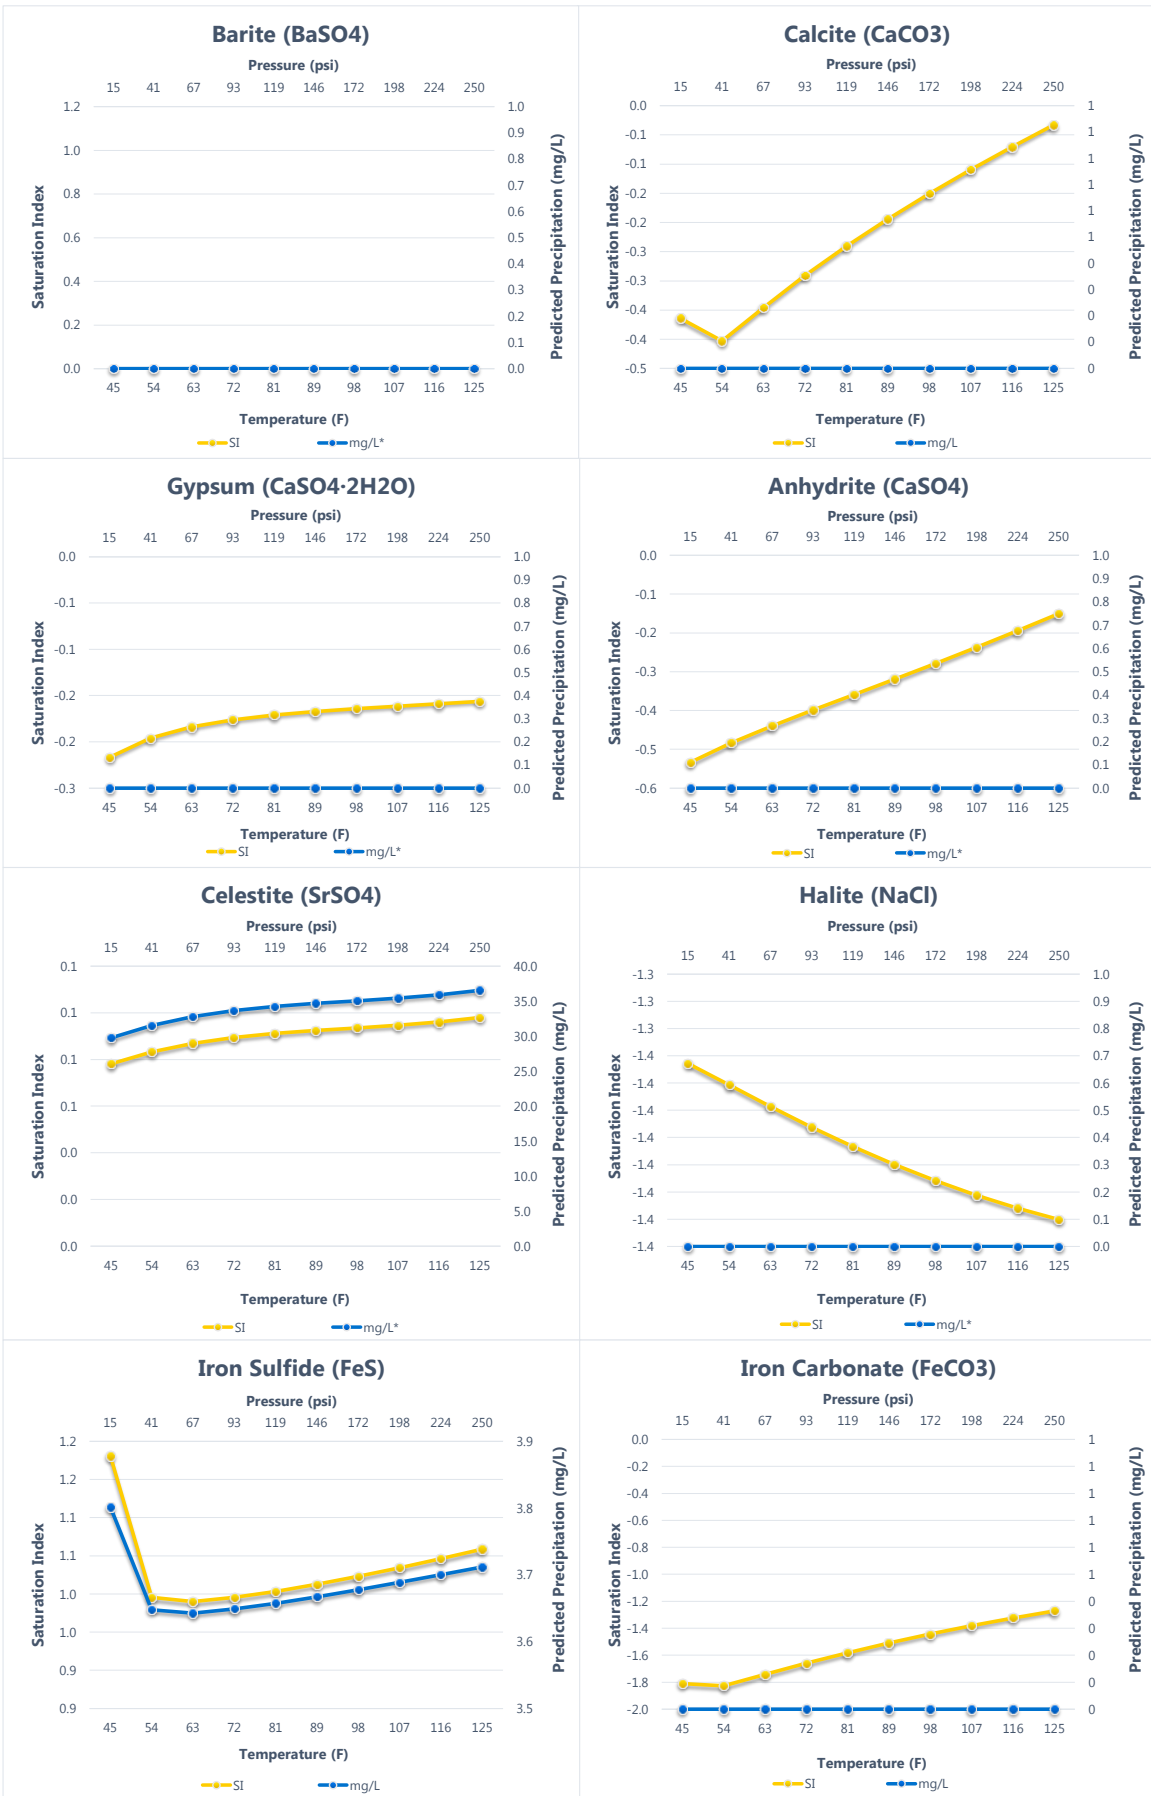 Barite (BaSO4)
Pressure (psi)
15 41 67 93 119 146 172 198 224 250
1.2
1.0
0.8
0.6
0.4
0.2
0.0
Saturation Index
1.0
0.9
0.8
0.7
0.6
0.5
0.4
0.3
0.2
0.1
0.0
Predicted Precipitation (mg/L)
45 54 63 72 81 89 98 107 116 125
Temperature (F)
SI mg/L*
Calcite (CaCO3)
Pressure (psi)
15 41 67 93 119 146 172 198 224 250
0.0
-0.1
-0.1
-0.2
-0.2
-0.3
-0.3
-0.4
-0.4
-0.5
Saturation Index
1
1
1
1
1
1
0
0
0
0
0
Predicted Precipitation (mg/L)
45 54 63 72 81 89 98 107 116 125
Temperature (F)
SI mg/L
Gypsum (CaSO4·2H2O)
Pressure (psi)
15 41 67 93 119 146 172 198 224 250
0.0
-0.1
-0.1
-0.2
-0.2
-0.3
Saturation Index
1.0
0.9
0.8
0.7
0.6
0.5
0.4
0.3
0.2
0.1
0.0
Predicted Precipitation (mg/L)
45 54 63 72 81 89 98 107 116 125
Temperature (F)
SI mg/L*
Anhydrite (CaSO4)
Pressure (psi)
15 41 67 93 119 146 172 198 224 250
0.0
-0.1
-0.2
-0.3
-0.4
-0.5
-0.6
Saturation Index
1.0
0.9
0.8
0.7
0.6
0.5
0.4
0.3
0.2
0.1
0.0
Predicted Precipitation (mg/L)
45 54 63 72 81 89 98 107 116 125
Temperature (F)
SI mg/L*
Celestite (SrSO4)
Pressure (psi)
15 41 67 93 119 146 172 198 224 250
0.1
0.1
0.1
0.1
0.0
0.0
0.0
Saturation Index
40.0
35.0
30.0
25.0
20.0
15.0
10.0
5.0
0.0
Predicted Precipitation (mg/L)
45 54 63 72 81 89 98 107 116 125
Temperature (F)
SI mg/L*
Halite (NaCl)
Pressure (psi)
15 41 67 93 119 146 172 198 224 250
-1.3
-1.3
-1.3
-1.4
-1.4
-1.4
-1.4
-1.4
-1.4
-1.4
-1.4
Saturation Index
1.0
0.9
0.8
0.7
0.6
0.5
0.4
0.3
0.2
0.1
0.0
Predicted Precipitation (mg/L)
45 54 63 72 81 89 98 107 116 125
Temperature (F)
SI mg/L*
Iron Sulfide (FeS)
Pressure (psi)
15 41 67 93 119 146 172 198 224 250
1.2
1.2
1.1
1.1
1.0
1.0
0.9
0.9
Saturation Index
3.9
3.8
3.7
3.6
3.5
Predicted Precipitation (mg/L)
45 54 63 72 81 89 98 107 116 125
Temperature (F)
SI mg/L
Iron Carbonate (FeCO3)
Pressure (psi)
15 41 67 93 119 146 172 198 224 250
0.0
-0.2
-0.4
-0.6
-0.8
-1.0
-1.2
-1.4
-1.6
-1.8
-2.0
Saturation Index
1
1
1
1
1
1
0
0
0
0
0
Predicted Precipitation (mg/L)
45 54 63 72 81 89 98 107 116 125
Temperature (F)
SI mg/L